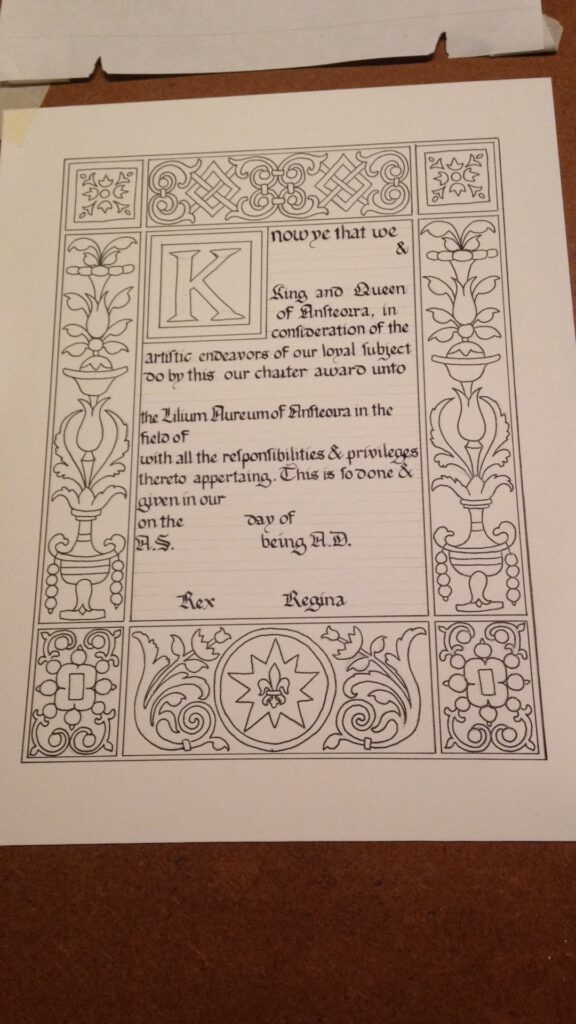 Know ye that we
&
King and Queen
of Anſteorra, in
conſideration of the
artiſtic endeavors of our loyal ſubject
do by this our charter award unto
the Lilium Aureum of Anſteorra in the
field of
with all the reſponſibilities & privileges
thereto appertaing. This is ſo done &
given in our
on the day of
A.S. being A.D.
Rex Regina